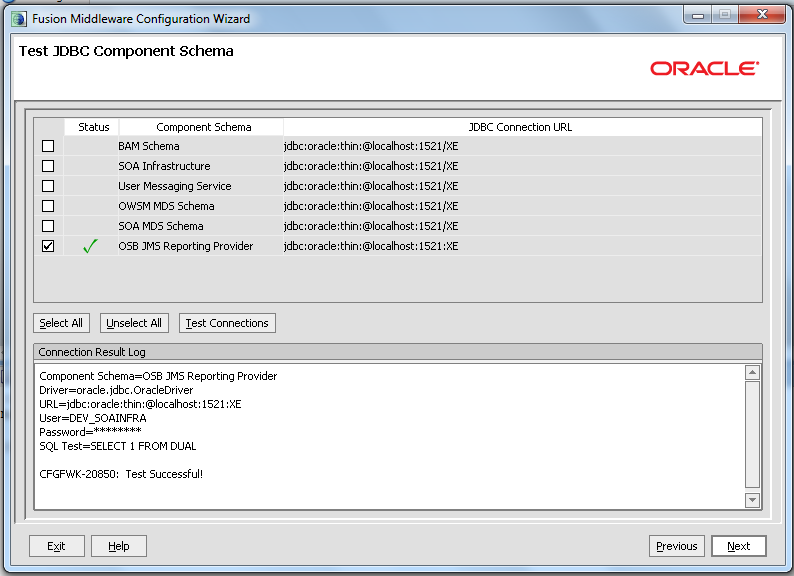 Fusion Middleware Configuration Wizard
Test JDBC Component Schema
ORACLE
Status Component Schema JDBC Connection URL
BAM Schema jdbc:oracle:thin:@localhost:1521/XE
SOA Infrastructure jdbc:oracle:thin:@localhost:1521/XE
User Messaging Service jdbc:oracle:thin:@localhost:1521/XE
OWSM MDS Schema jdbc:oracle:thin:@localhost:1521/XE
SOA MDS Schema jdbc:oracle:thin:@localhost:1521/XE
OSB JMS Reporting Provider jdbc:oracle:thin:@localhost:1521:XE
Select All Unselect All Test Connections
Connection Result Log
Component Schema=OSB JMS Reporting Provider
Driver=oracle.jdbc.OracleDriver
URL=jdbc:oracle:thin:@localhost:1521:XE
User=DEV_SOAINFRA
Password=********
SQL Test=SELECT 1 FROM DUAL
CFGFWK-20850: Test Successful!
Exit Help Previous Next